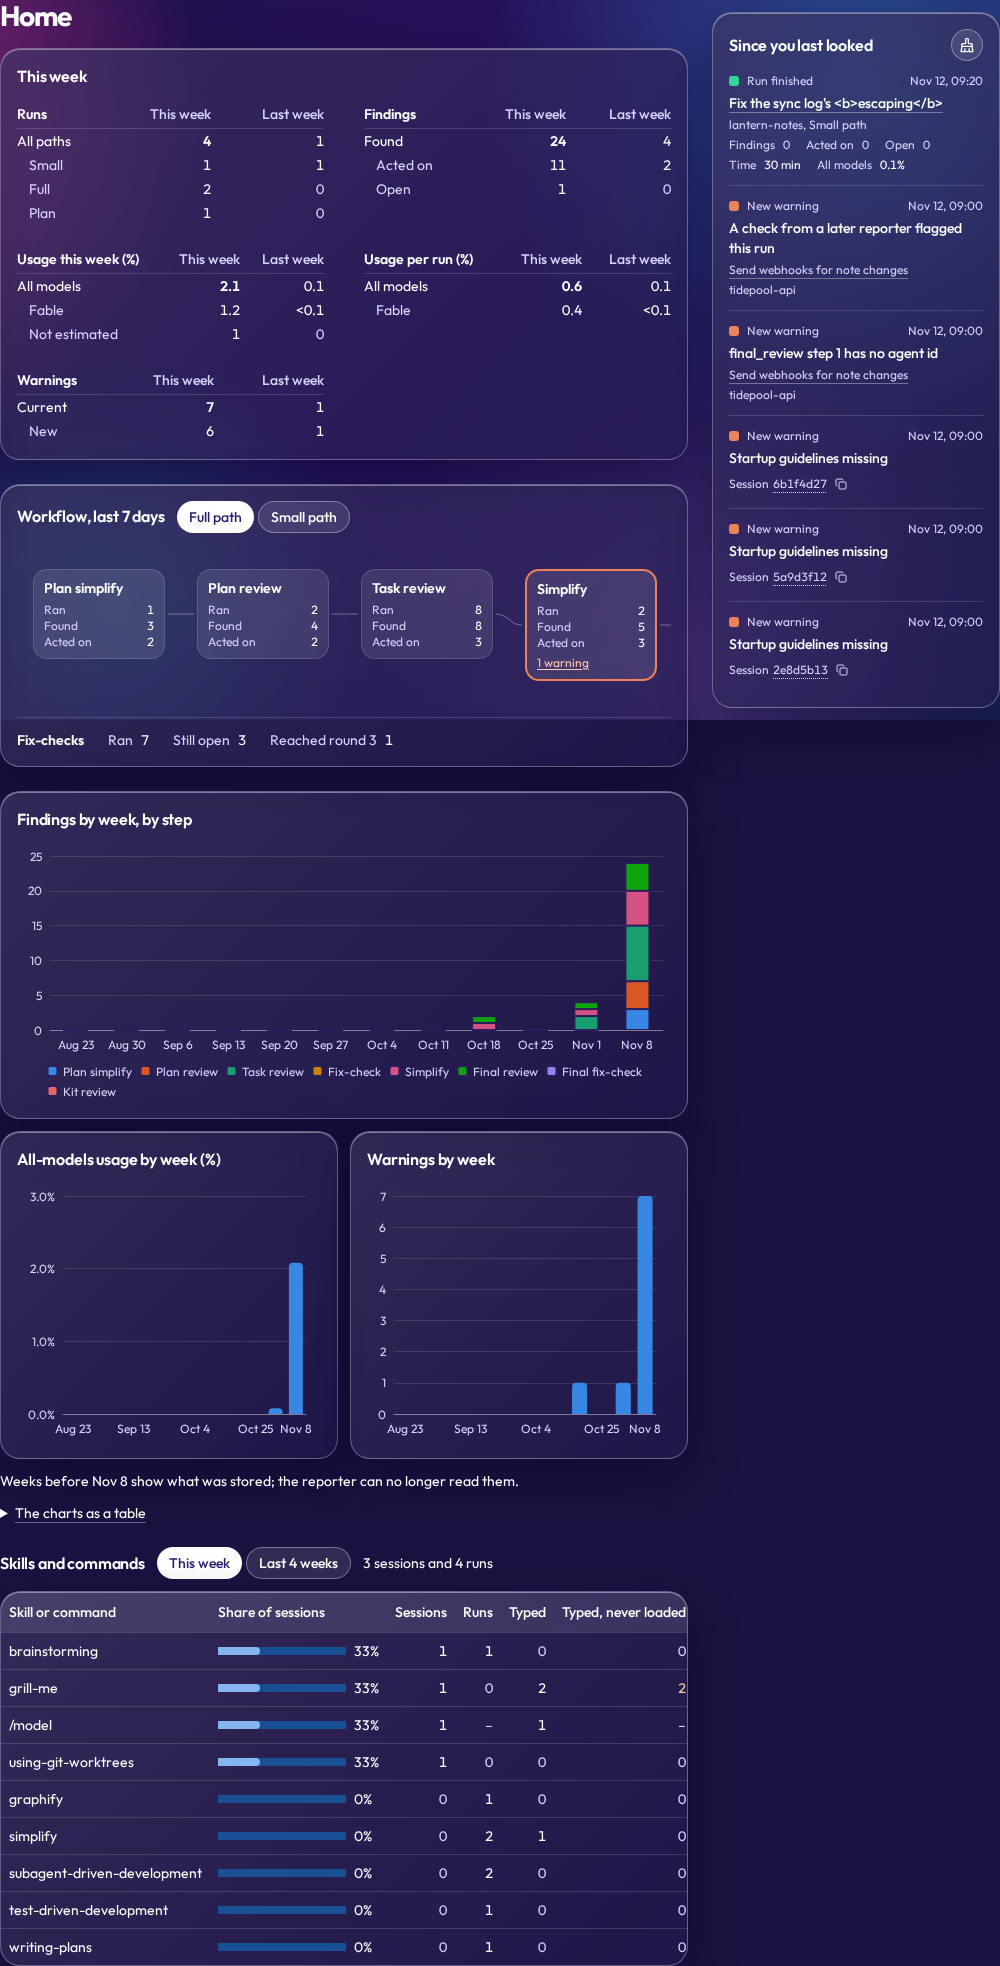 Home
This week
Runs This week Last week
All paths 4 1
Small 1 1
Full 2 0
Plan 1 0
Findings This week Last week
Found 24 4
Acted on 11 2
Open 1 0
Usage this week (%) This week Last week
All models 2.1 0.1
Fable 1.2 <0.1
Not estimated 1 0
Usage per run (%) This week Last week
All models 0.6 0.1
Fable 0.4 <0.1
Warnings This week Last week
Current 7 1
New 6 1
Workflow, last 7 days Full path Small path
Plan simplify
Ran 1
Found 3
Acted on 2
Plan review
Ran 2
Found 4
Acted on 2
Task review
Ran 8
Found 8
Acted on 3
Simplify
Ran 2
Found 5
Acted on 3
1 warning
Fix-checks Ran 7 Still open 3 Reached round 3 1
Findings by week, by step
25
20
15
10
5
0
Aug 23 Aug 30 Sep 6 Sep 13 Sep 20 Sep 27 Oct 4 Oct 11 Oct 18 Oct 25 Nov 1 Nov 8
Plan simplify Plan review Task review Fix-check Simplify Final review Final fix-check
Kit review
All-models usage by week (%)
3.0%
2.0%
1.0%
0.0%
Aug 23 Sep 13 Oct 4 Oct 25 Nov 8
Warnings by week
7
6
5
4
3
2
1
0
Aug 23 Sep 13 Oct 4 Oct 25 Nov 8
Weeks before Nov 8 show what was stored; the reporter can no longer read them.
The charts as a table
Skills and commands This week Last 4 weeks 3 sessions and 4 runs
Skill or command Share of sessions Sessions Runs Typed Typed, never loaded
brainstorming 33% 1 1 0 0
grill-me 33% 1 0 2 2
/model 33% 1 – 1 –
using-git-worktrees 33% 1 0 0 0
graphify 0% 0 1 0 0
simplify 0% 0 2 1 0
subagent-driven-development 0% 0 2 0 0
test-driven-development 0% 0 1 0 0
writing-plans 0% 0 1 0 0
Since you last looked
Run finished Nov 12, 09:20
Fix the sync log's <b>escaping</b>
lantern-notes, Small path
Findings 0 Acted on 0 Open 0
Time 30 min All models 0.1%
New warning Nov 12, 09:00
A check from a later reporter flagged
this run
Send webhooks for note changes
tidepool-api
New warning Nov 12, 09:00
final_review step 1 has no agent id
Send webhooks for note changes
tidepool-api
New warning Nov 12, 09:00
Startup guidelines missing
Session 6b1f4d27
New warning Nov 12, 09:00
Startup guidelines missing
Session 5a9d3f12
New warning Nov 12, 09:00
Startup guidelines missing
Session 2e8d5b13